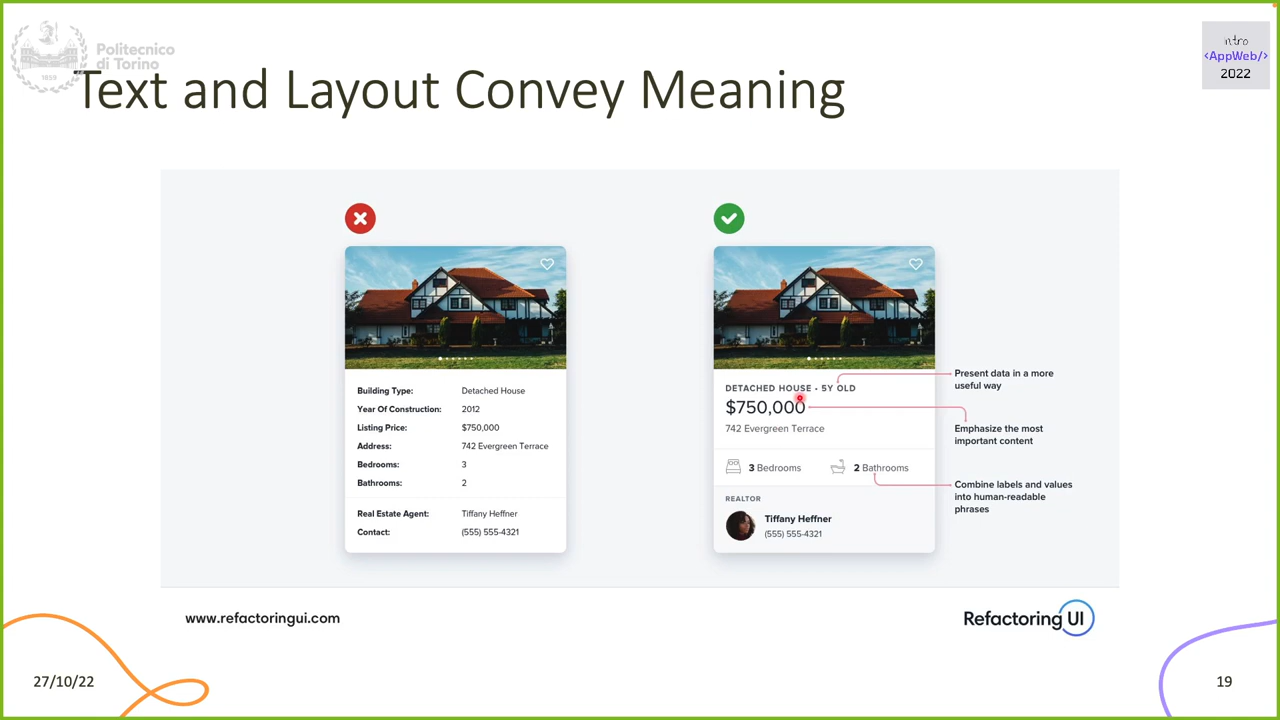 Politecnico
di Torino
1859
intro
<AppWeb/>
2022
Text and Layout Convey Meaning
Building Type: Detached House
Year Of Construction: 2012
Listing Price: $750,000
Address: 742 Evergreen Terrace
Bedrooms: 3
Bathrooms: 2
Real Estate Agent: Tiffany Heffner
Contact: (555) 555-4321
DETACHED HOUSE • 5Y OLD
$750,000
742 Evergreen Terrace
3 Bedrooms
2 Bathrooms
REALTOR
Tiffany Heffner
(555) 555-4321
Present data in a more
useful way
Emphasize the most
important content
Combine labels and values
into human-readable
phrases
www.refactoringui.com
Refactoring UI
27/10/22
19